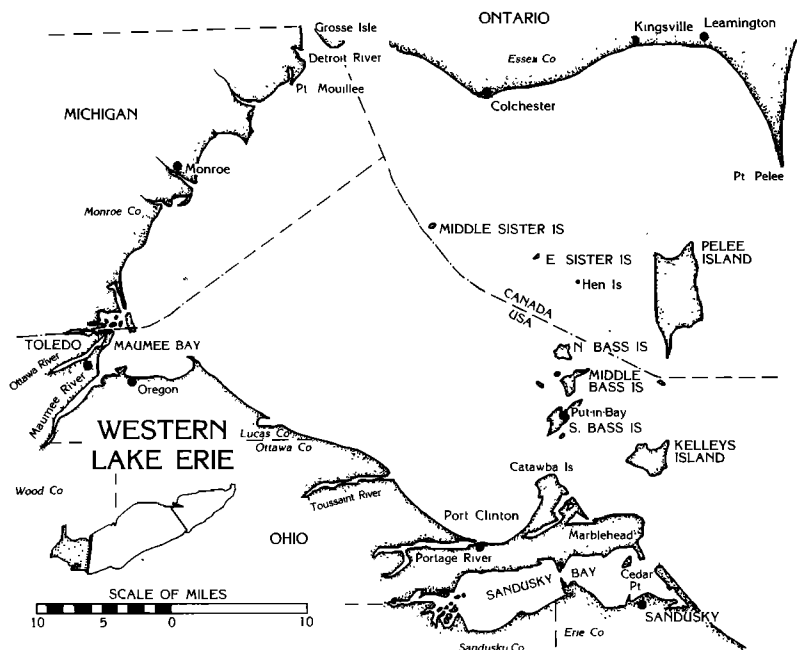 Grosse Isle
ONTARIO
Kingsville
Leamington
Detroit River
Essex Co
Pt Mouillee
Colchester
MICHIGAN
Monroe
Pt Pelee
Monroe Co
MIDDLE SISTER IS
PELEE
ISLAND
E SISTER IS
Hen Is
CANADA
USA
TOLEDO
MAUMEE BAY
N BASS IS
Ottawa River
MIDDLE
BASS IS
Maumee River
Oregon
Put-in-Bay
S. BASS IS
WESTERN
LAKE ERIE
Lucas Co
Ottawa Co
KELLEYS
ISLAND
Catawba Is
Wood Co
Toussaint River
Port Clinton
Marblehead
OHIO
Portage River
SANDUSKY BAY
Cedar
Pt
SCALE OF MILES
10 5 0 10
SANDUSKY
Erie Co
Sandusky Co